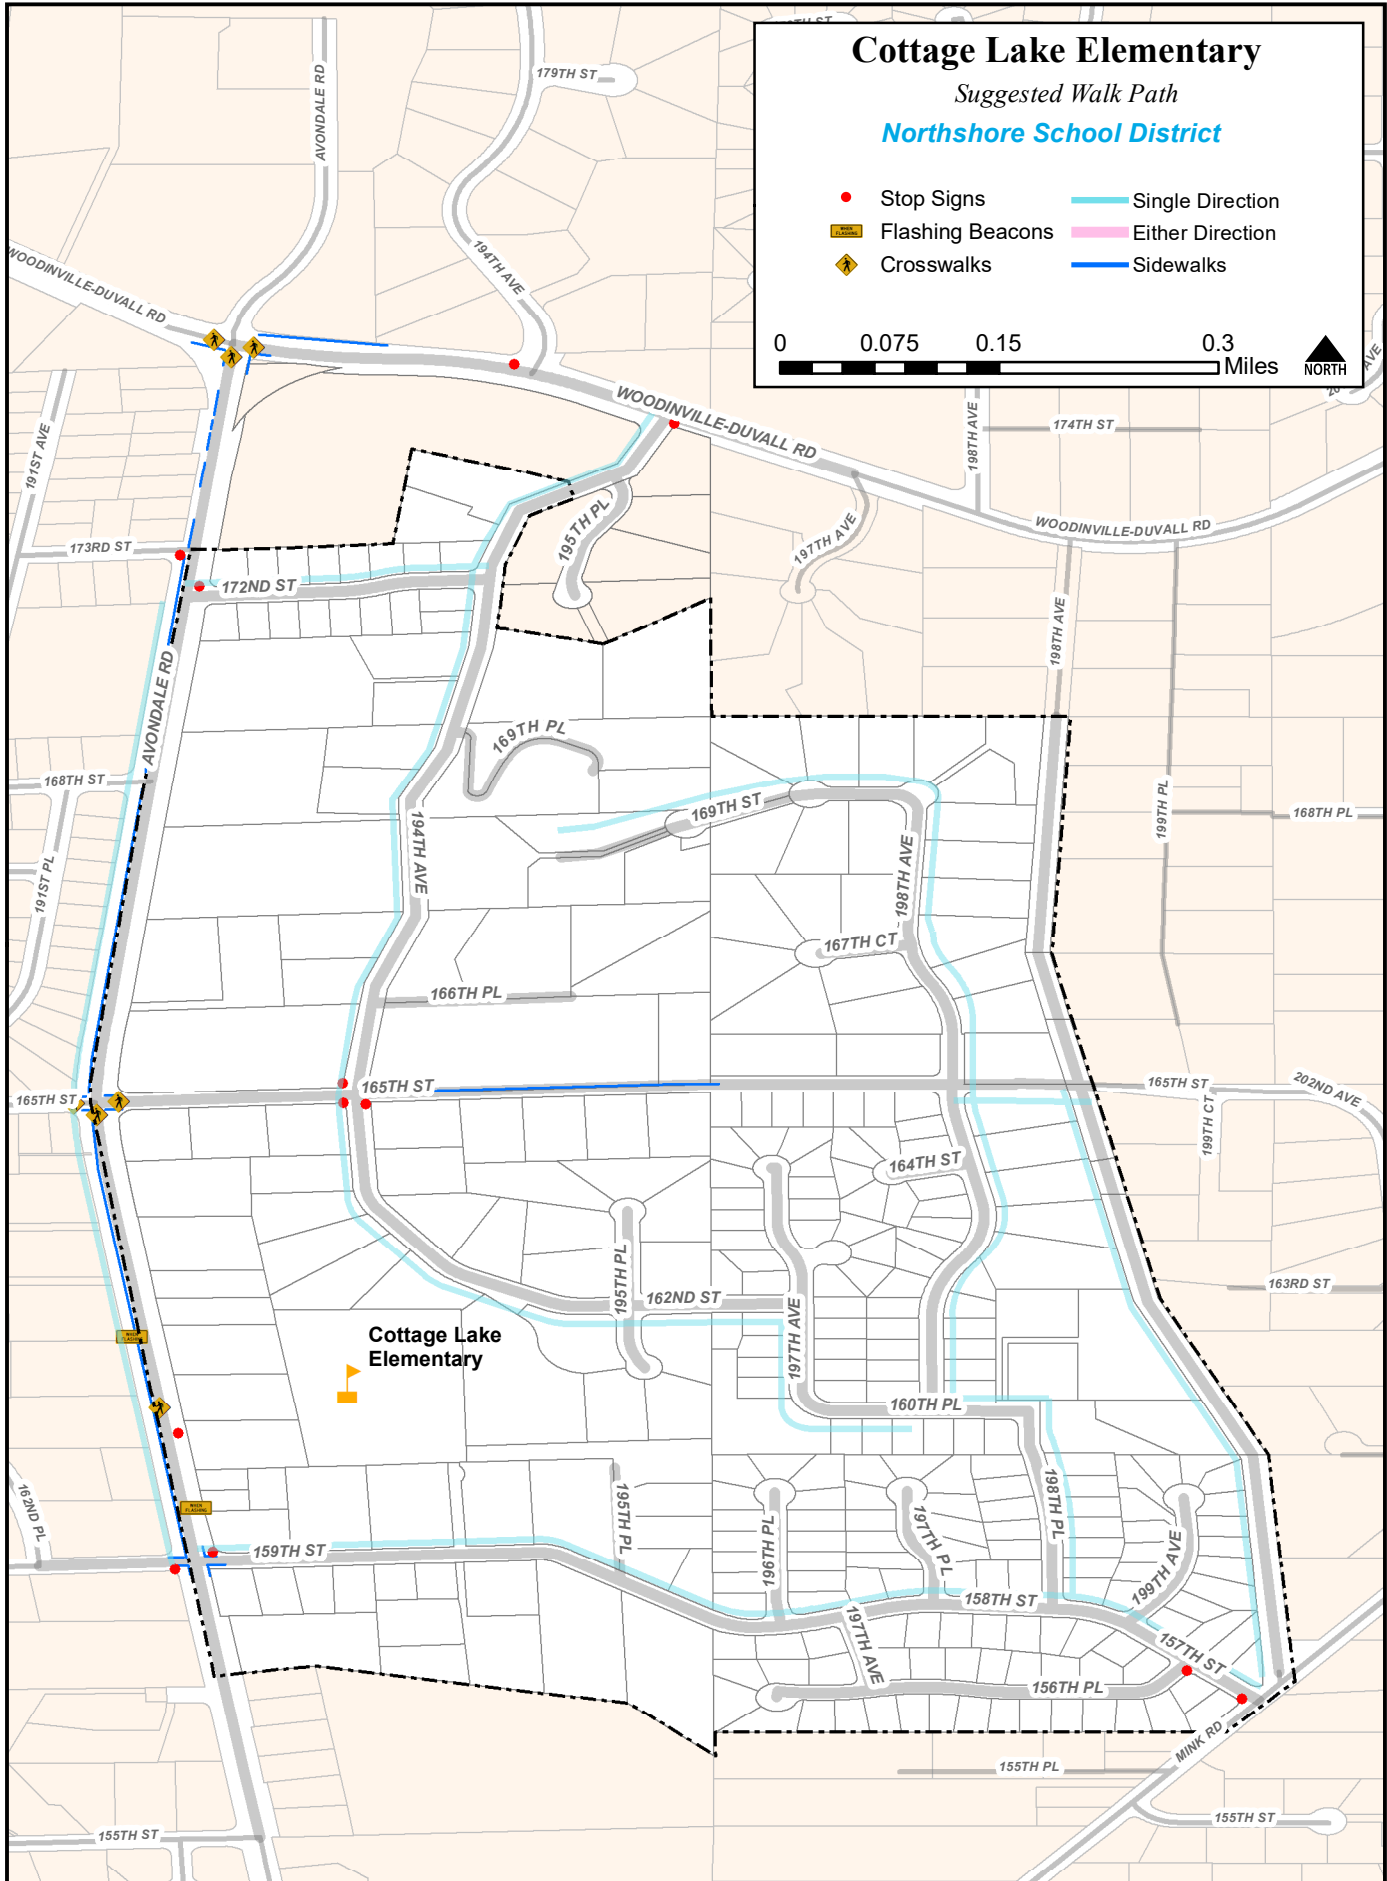 Cottage Lake Elementary
Suggested Walk Path
Northshore School District
Stop Signs
Flashing Beacons
Crosswalks
Single Direction
Either Direction
Sidewalks
0 0.075 0.15 0.3
Miles
NORTH
179TH ST
AVONDALE RD
194TH AVE
WOODINVILLE-DUVALL RD
WOODINVILLE-DUVALL RD
WOODINVILLE-DUVALL RD
191ST AVE
198TH AVE
174TH ST
195TH PL
197TH AVE
173RD ST
172ND ST
198TH AVE
AVONDALE RD
169TH PL
168TH ST
169TH ST
199TH PL
168TH PL
194TH AVE
191ST PL
198TH AVE
167TH CT
166TH PL
165TH ST
165TH ST
165TH ST
202ND AVE
199TH CT
164TH ST
195TH PL
162ND ST
163RD ST
197TH AVE
Cottage Lake
Elementary
WHEN
FLASHING
160TH PL
162ND PL
WHEN
FLASHING
195TH PL
196TH PL
197TH PL
198TH PL
199TH AVE
159TH ST
158TH ST
197TH AVE
157TH ST
156TH PL
MINK RD
155TH PL
155TH ST
155TH ST